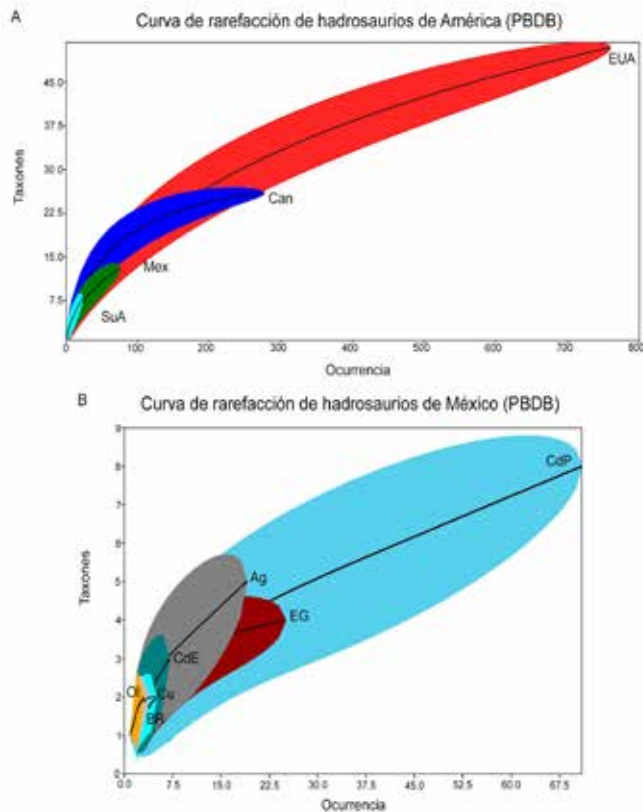 A
Curva de rarefacción de hadrosaurios de América (PBDB)
45.0
37.5
30.0
22.5
15.0
7.5
Taxones
EUA
Can
Mex
SuA
0
100
200
300
400
500
600
700
800
Ocurrencia
B
Curva de rarefacción de hadrosaurios de México (PBDB)
9
8
7
6
5
4
3
2
1
0
Taxones
CdP
Ag
EG
CdE
Ol
Cu
BR
0.0
7.5
15.0
22.5
30.0
37.5
45.0
52.5
60.0
67.5
Ocurrencia